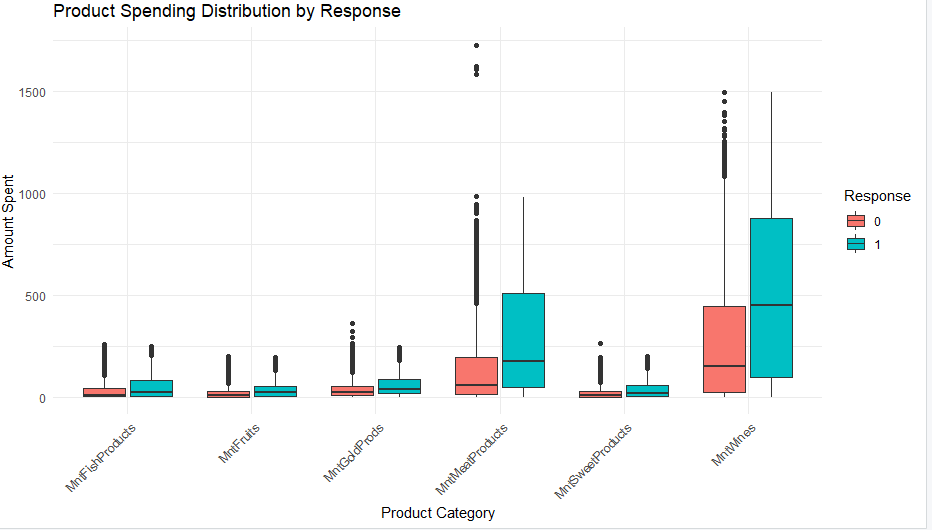 Product Spending Distribution by Response
Amount Spent
1500
1000
500
0
MntFishProducts
MntFruits
MntGoldProds
MntMeatProducts
MntSweetProducts
MntWines
Product Category
Response
0
1